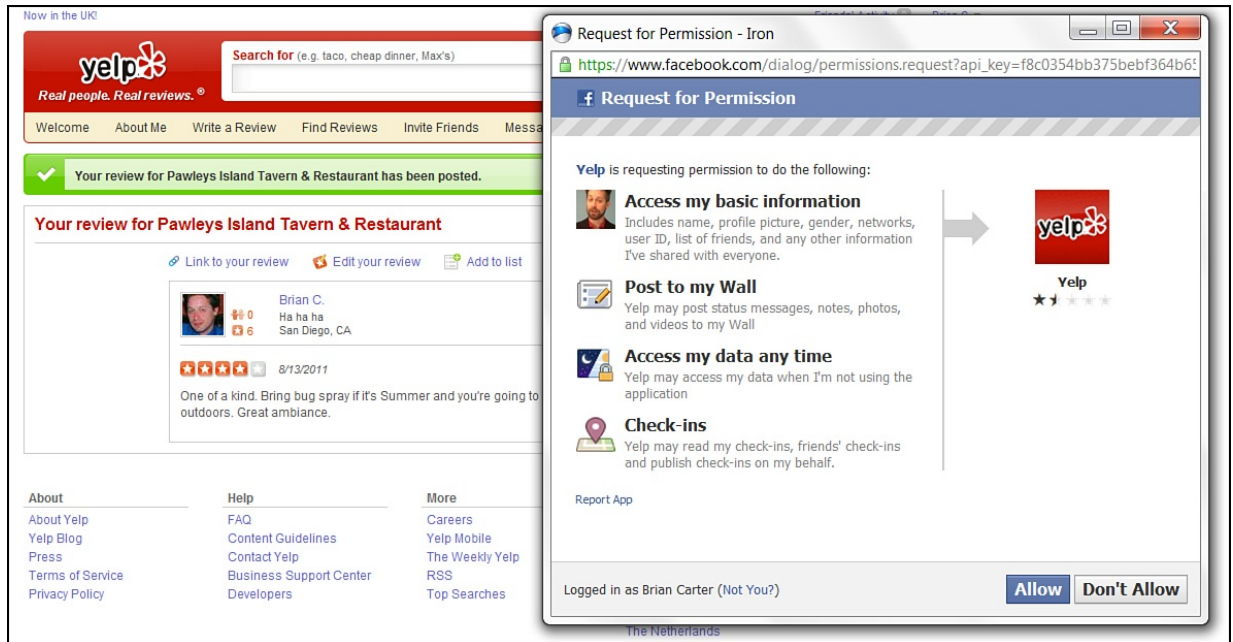 Now in the UK!
yelp
Real people. Real reviews. ®
Search for (e.g. taco, cheap dinner, Max's)
Welcome About Me Write a Review Find Reviews Invite Friends Messa
Your review for Pawleys Island Tavern & Restaurant has been posted.
Your review for Pawleys Island Tavern & Restaurant
Link to your review Edit your review Add to list
Brian C.
0 Ha ha ha
6 San Diego, CA
8/13/2011
One of a kind. Bring bug spray if it's Summer and you're going to
outdoors. Great ambiance.
About Help More
About Yelp FAQ Careers
Yelp Blog Content Guidelines Yelp Mobile
Press Contact Yelp The Weekly Yelp
Terms of Service Business Support Center RSS
Privacy Policy Developers Top Searches
The Netherlands
Request for Permission - Iron
https://www.facebook.com/dialog/permissions.request?api_key=f8c0354bb375bebf364b65
f Request for Permission
Yelp is requesting permission to do the following:
Access my basic information
Includes name, profile picture, gender, networks,
user ID, list of friends, and any other information
I've shared with everyone.
Post to my Wall
Yelp may post status messages, notes, photos,
and videos to my Wall
Access my data any time
Yelp may access my data when I'm not using the
application
Check-ins
Yelp may read my check-ins, friends' check-ins
and publish check-ins on my behalf.
yelp
Yelp
Report App
Logged in as Brian Carter (Not You?) Allow Don't Allow